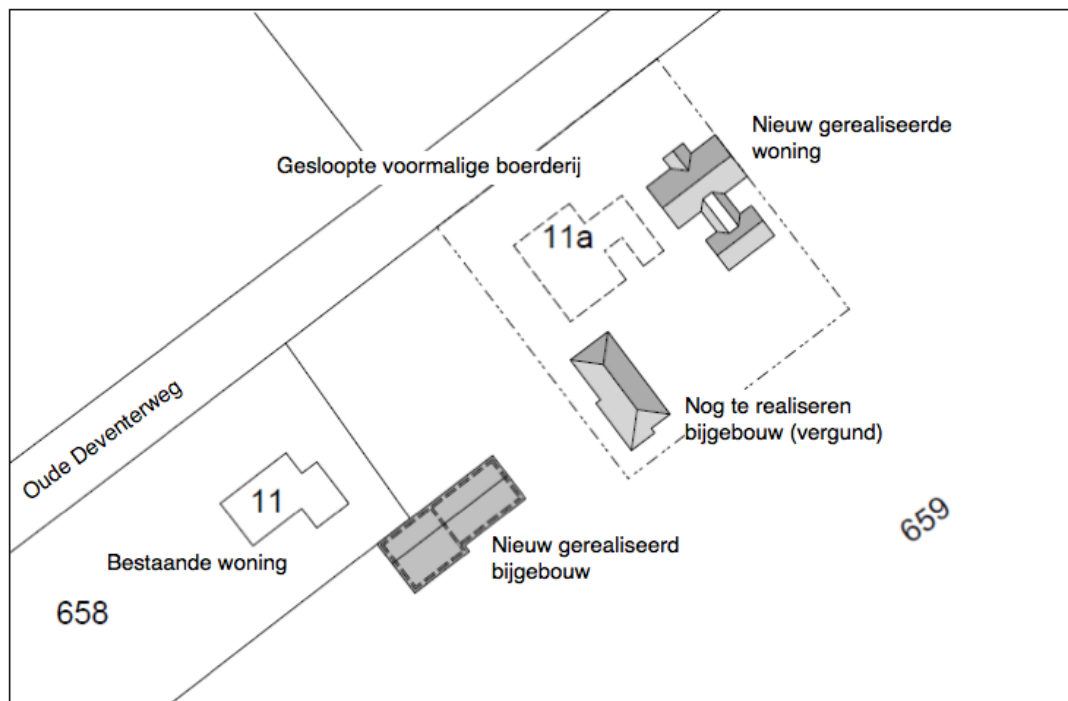 Nieuw gerealiseerde
woning
Gesloopte voormalige boerderij
11a
Oude Deventerweg
Nog te realiseren
bijgebouw (vergund)
11
Bestaande woning
Nieuw gerealiseerd
bijgebouw
659
658